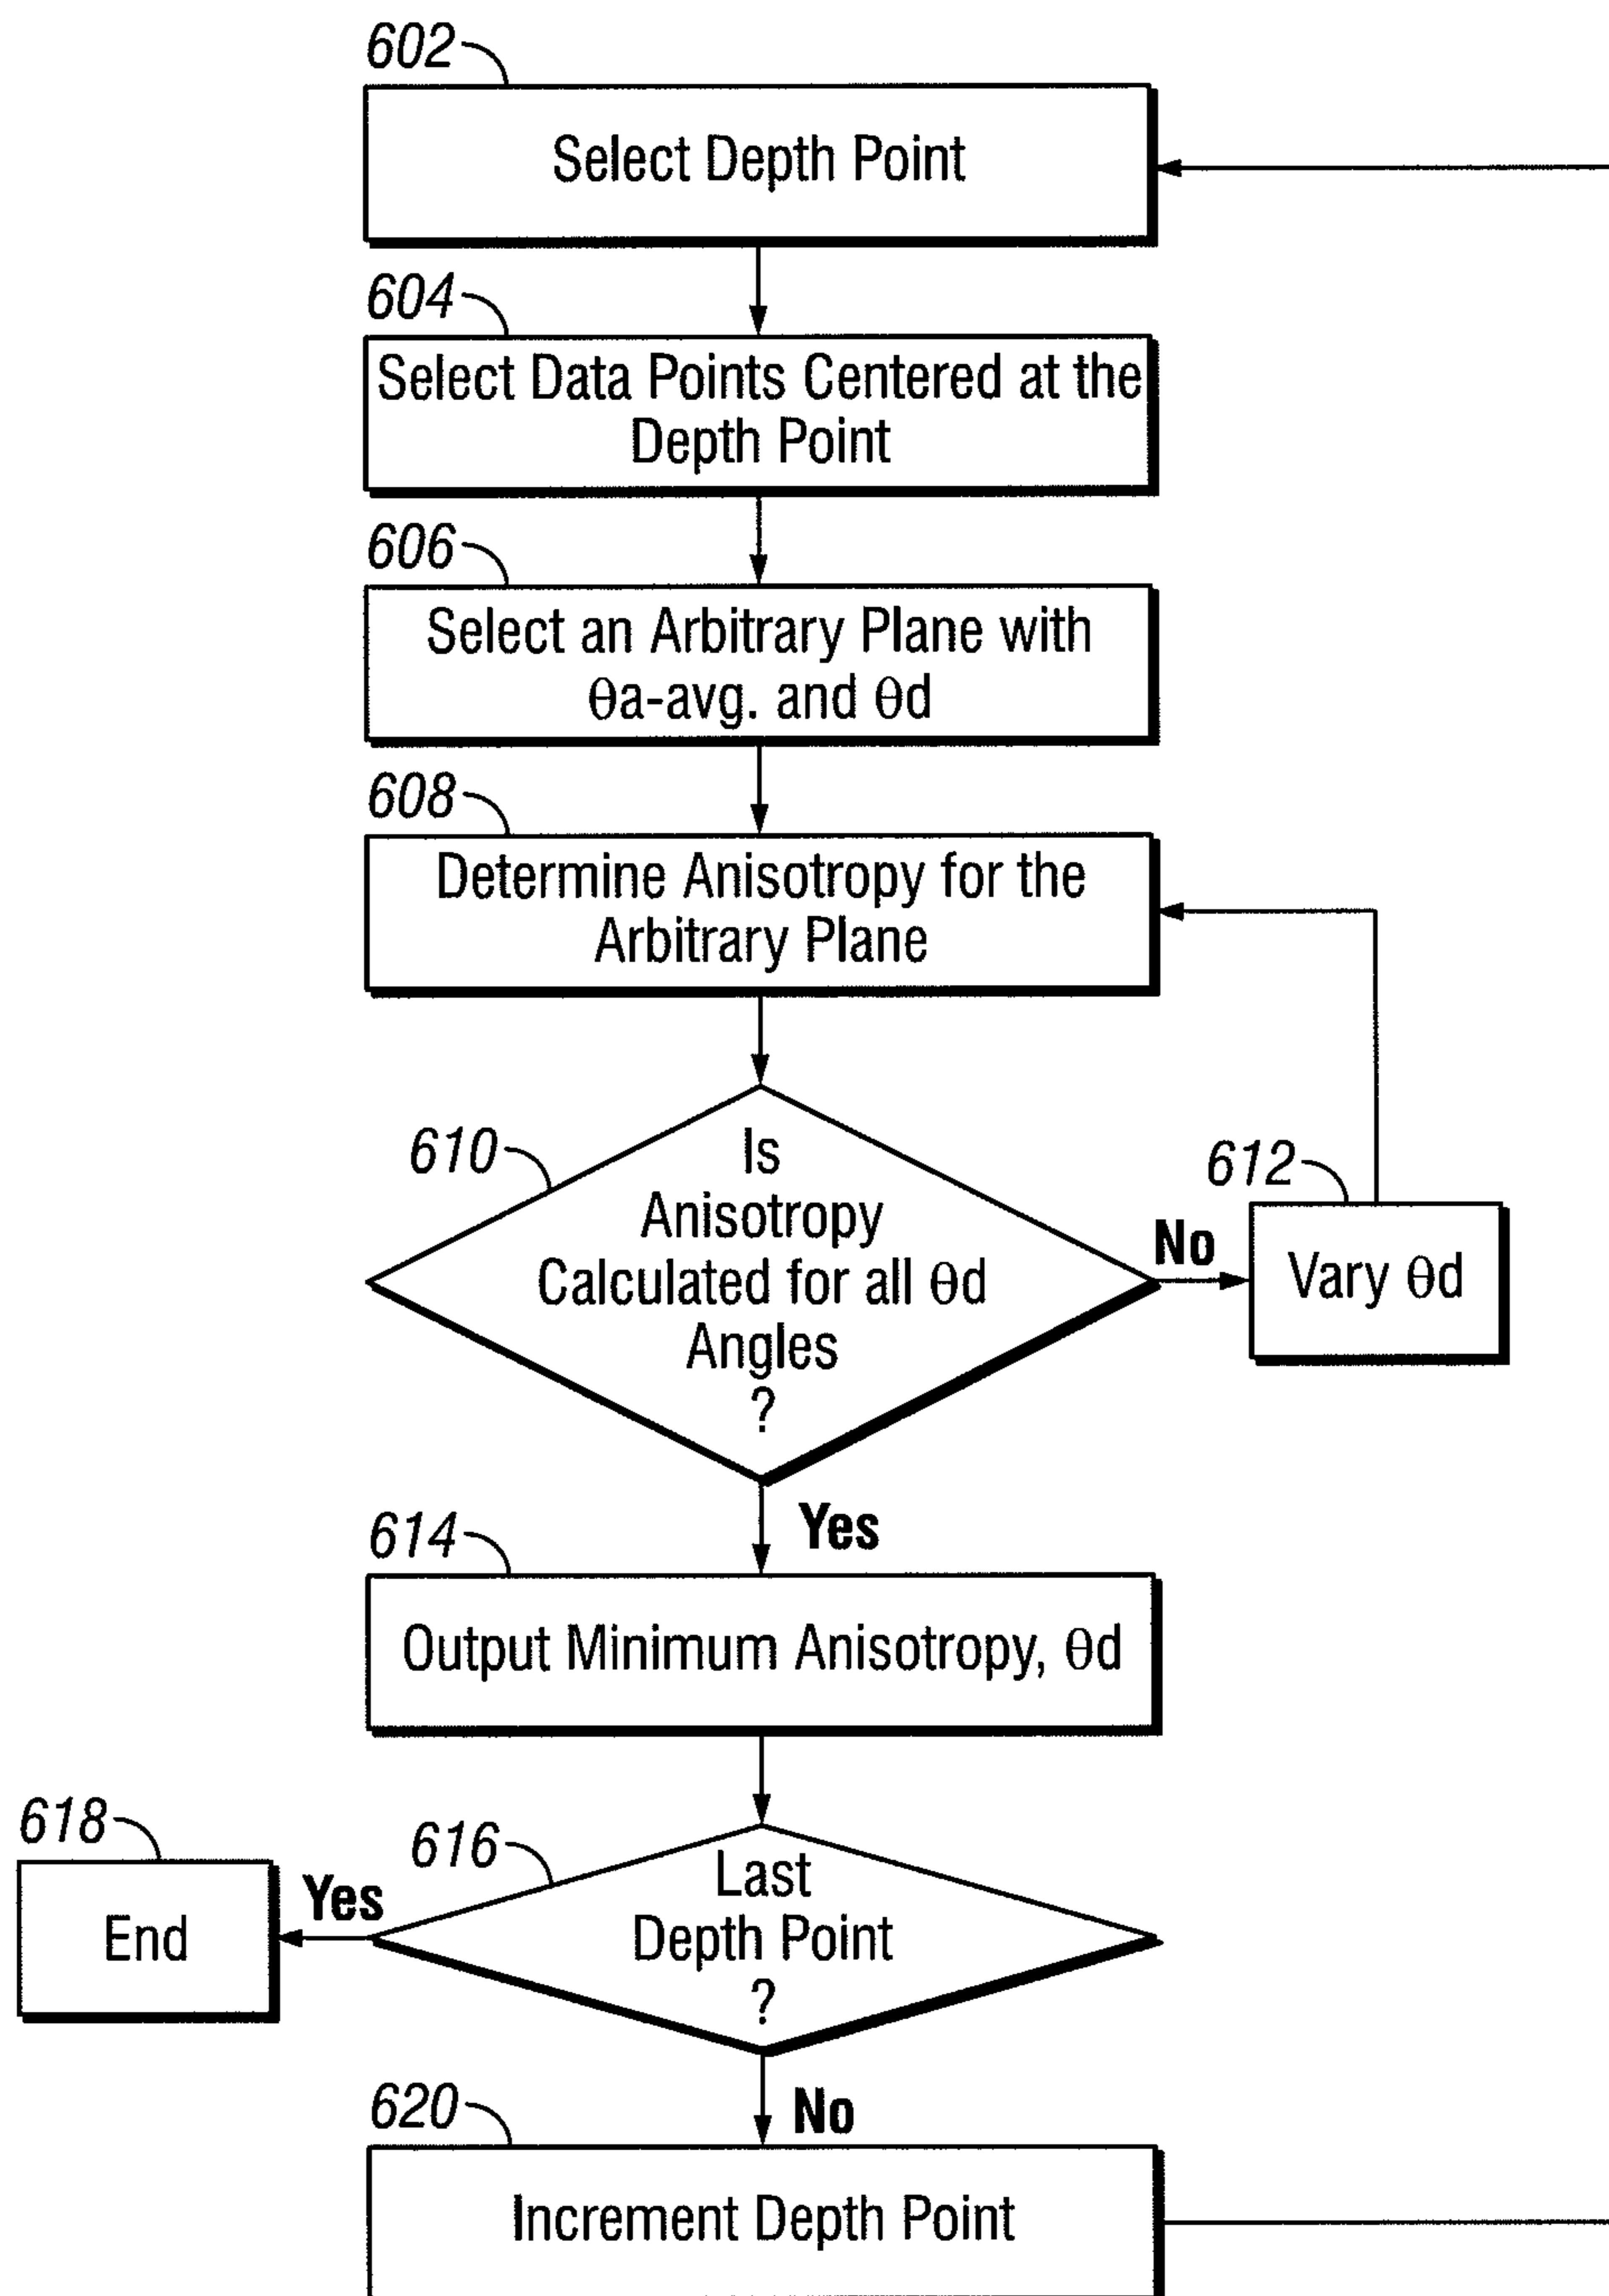 602
Select Depth Point
604
Select Data Points Centered at the
Depth Point
606
Select an Arbitrary Plane with
θa-avg. and θd
608
Determine Anisotropy for the
Arbitrary Plane
610
Is
Anisotropy
Calculated for all θd
Angles
?
No
612
Vary θd
Yes
614
Output Minimum Anisotropy, θd
616
Last
Depth Point
?
Yes
618
End
No
620
Increment Depth Point